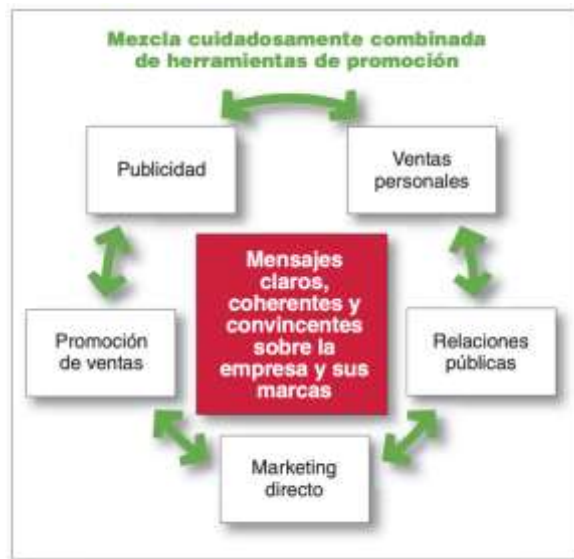 Mezcla cuidadosamente combinada
de herramientas de promoción
Publicidad
Ventas
personales
Mensajes
claros,
coherentes y
convincentes
sobre la
empresa y sus
marcas
Promoción
de ventas
Relaciones
públicas
Marketing
directo